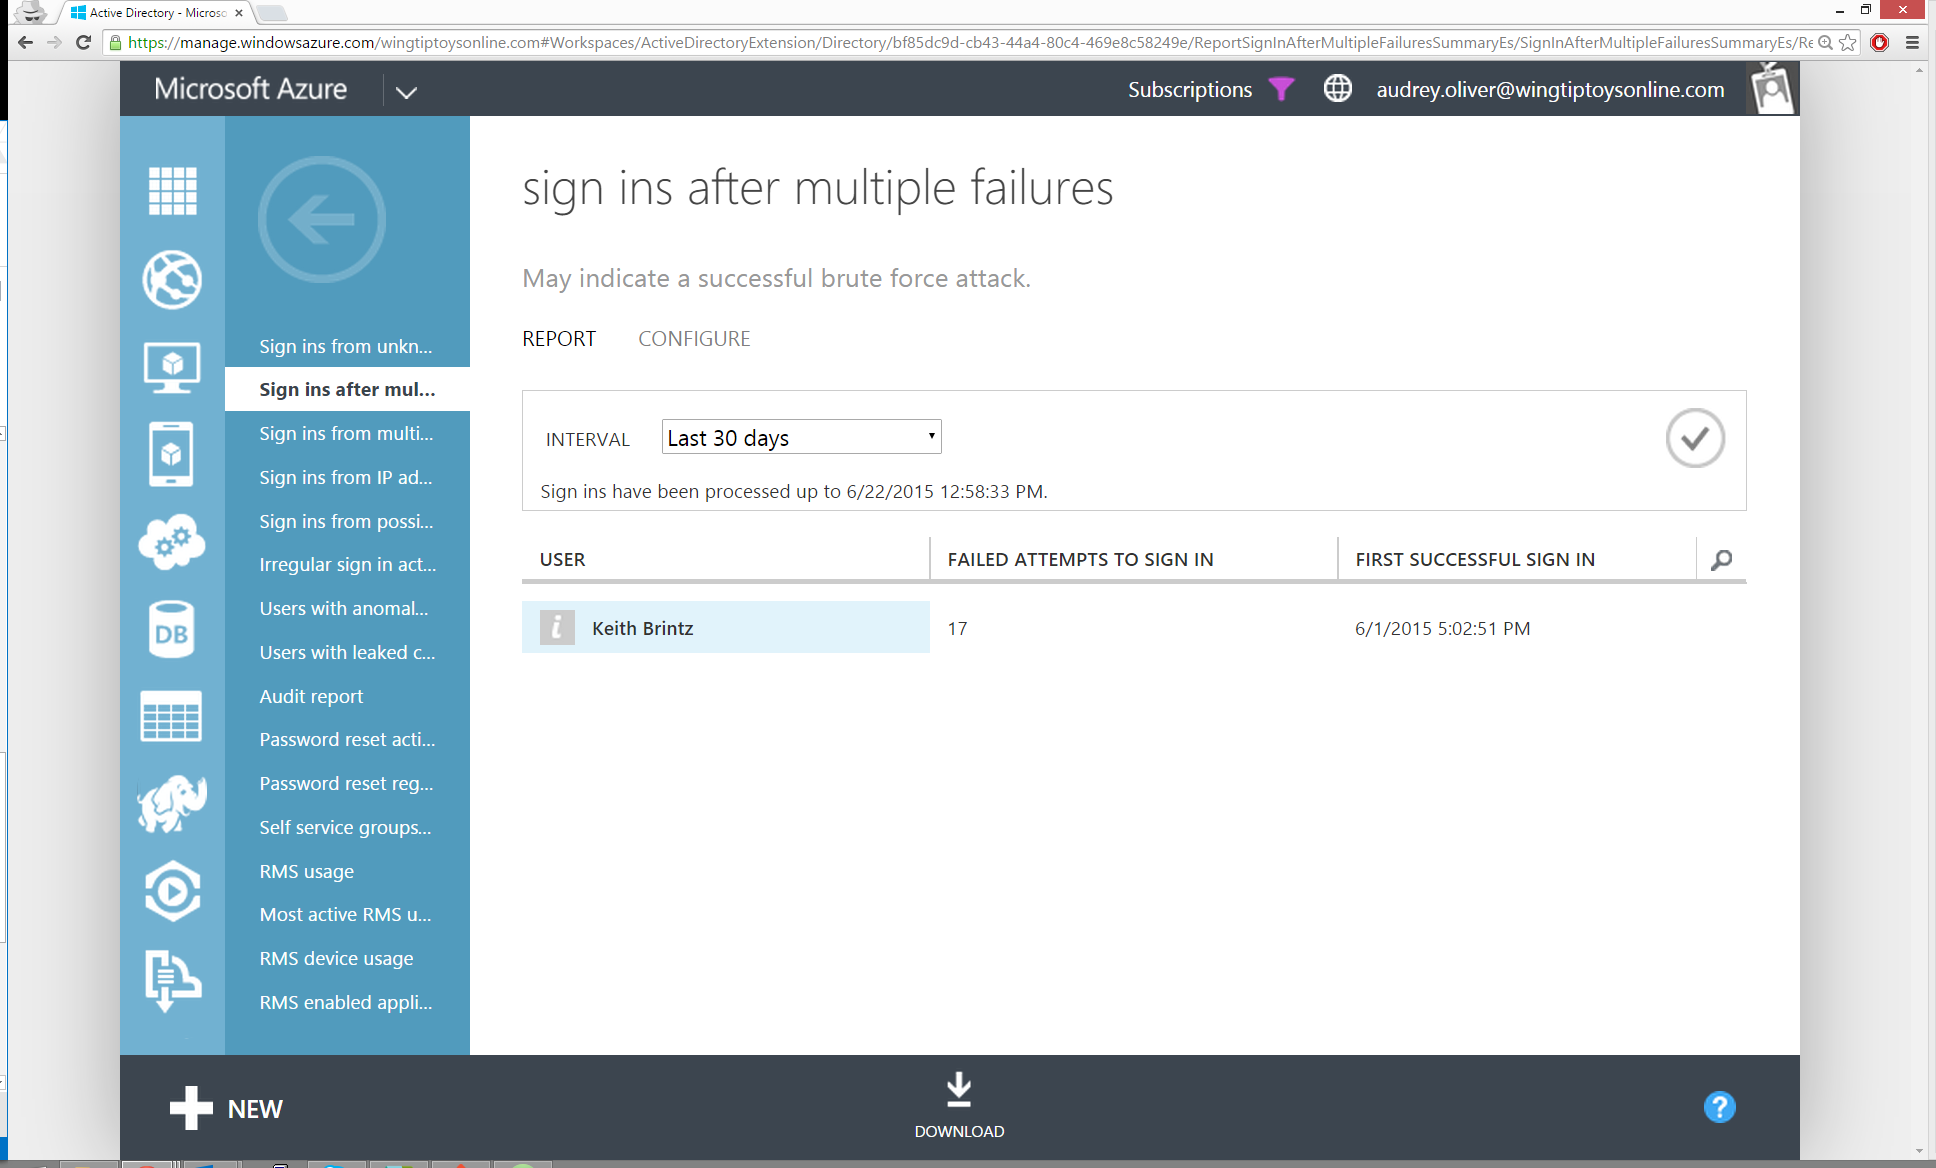 Active Directory - Microso
https://manage.windowsazure.com/wingtiptoysonline.com#Workspaces/ActiveDirectoryExtension/Directory/bf85dc9d-cb43-44a4-80c4-469e8c58249e/ReportSignInAfterMultipleFailuresSummaryEs/SignInAfterMultipleFailuresSummaryEs/Re
Microsoft Azure
Subscriptions
audrey.oliver@wingtiptoysonline.com
Sign ins from unkn...
Sign ins after mul...
Sign ins from multi...
Sign ins from IP ad...
Sign ins from possi...
Irregular sign in act...
Users with anomal...
Users with leaked c...
Audit report
Password reset acti...
Password reset reg...
Self service groups...
RMS usage
Most active RMS u...
RMS device usage
RMS enabled appli...
DB
sign ins after multiple failures
May indicate a successful brute force attack.
REPORT CONFIGURE
INTERVAL Last 30 days
Sign ins have been processed up to 6/22/2015 12:58:33 PM.
USER FAILED ATTEMPTS TO SIGN IN FIRST SUCCESSFUL SIGN IN
i Keith Brintz 17 6/1/2015 5:02:51 PM
NEW
DOWNLOAD
?